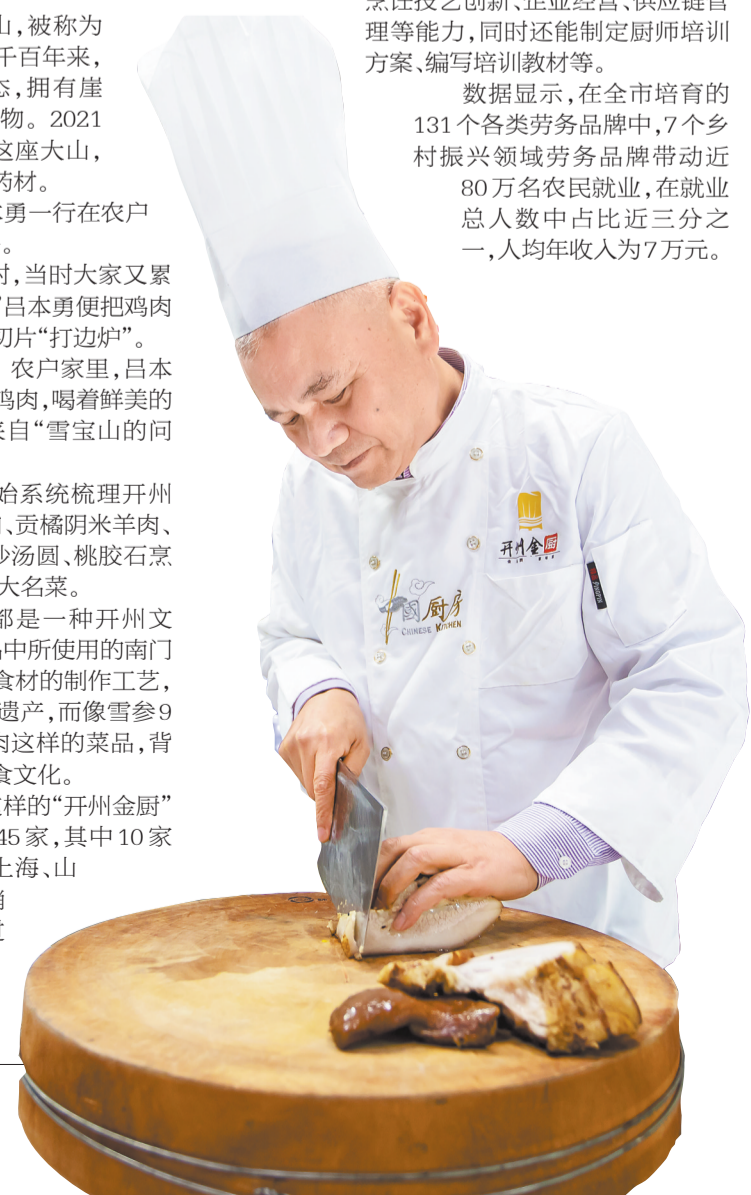 山，被称为
千百年来，
态，拥有崖
物。2021
这座大山，
药材。
本勇一行在农户
。
时，当时大家又累
”吕本勇便把鸡肉
切片“打边炉”。
农户家里，吕本
鸡肉，喝着鲜美的
来自“雪宝山的问
始系统梳理开州
、贡橘阴米羊肉、
沙汤圆、桃胶石烹
大名菜。
都是一种开州文
品中所使用的南门
食材的制作工艺，
遗产，而像雪参9
肉这样的菜品，背
食文化。
这样的“开州金厨”
45家，其中10家
上海、山
烹饪技艺创新、企业经营、供应链管
理等能力，同时还能制定厨师培训
方案、编写培训教材等。
数据显示，在全市培育的
131个各类劳务品牌中，7个乡
村振兴领域劳务品牌带动近
80万名农民就业，在就业
总人数中占比近三分之
一，人均年收入为7万元。
开州金厨
中國厨房
CHINESE KITCHEN